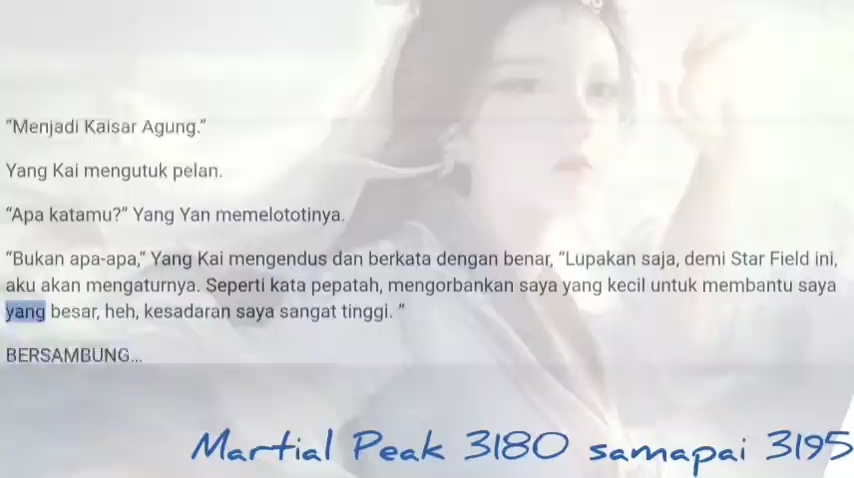 “Menjadi Kaisar Agung.”
Yang Kai mengutuk pelan.
“Apa katamu?” Yang Yan memelototinya.
“Bukan apa-apa,” Yang Kai mengendus dan berkata dengan benar, “Lupakan saja, demi Star Field ini,
aku akan mengaturnya. Seperti kata pepatah, mengorbankan saya yang kecil untuk membantu saya
yang besar, heh, kesadaran saya sangat tinggi. ”
BERSAMBUNG...
Martial Peak 3180 samapai 3195